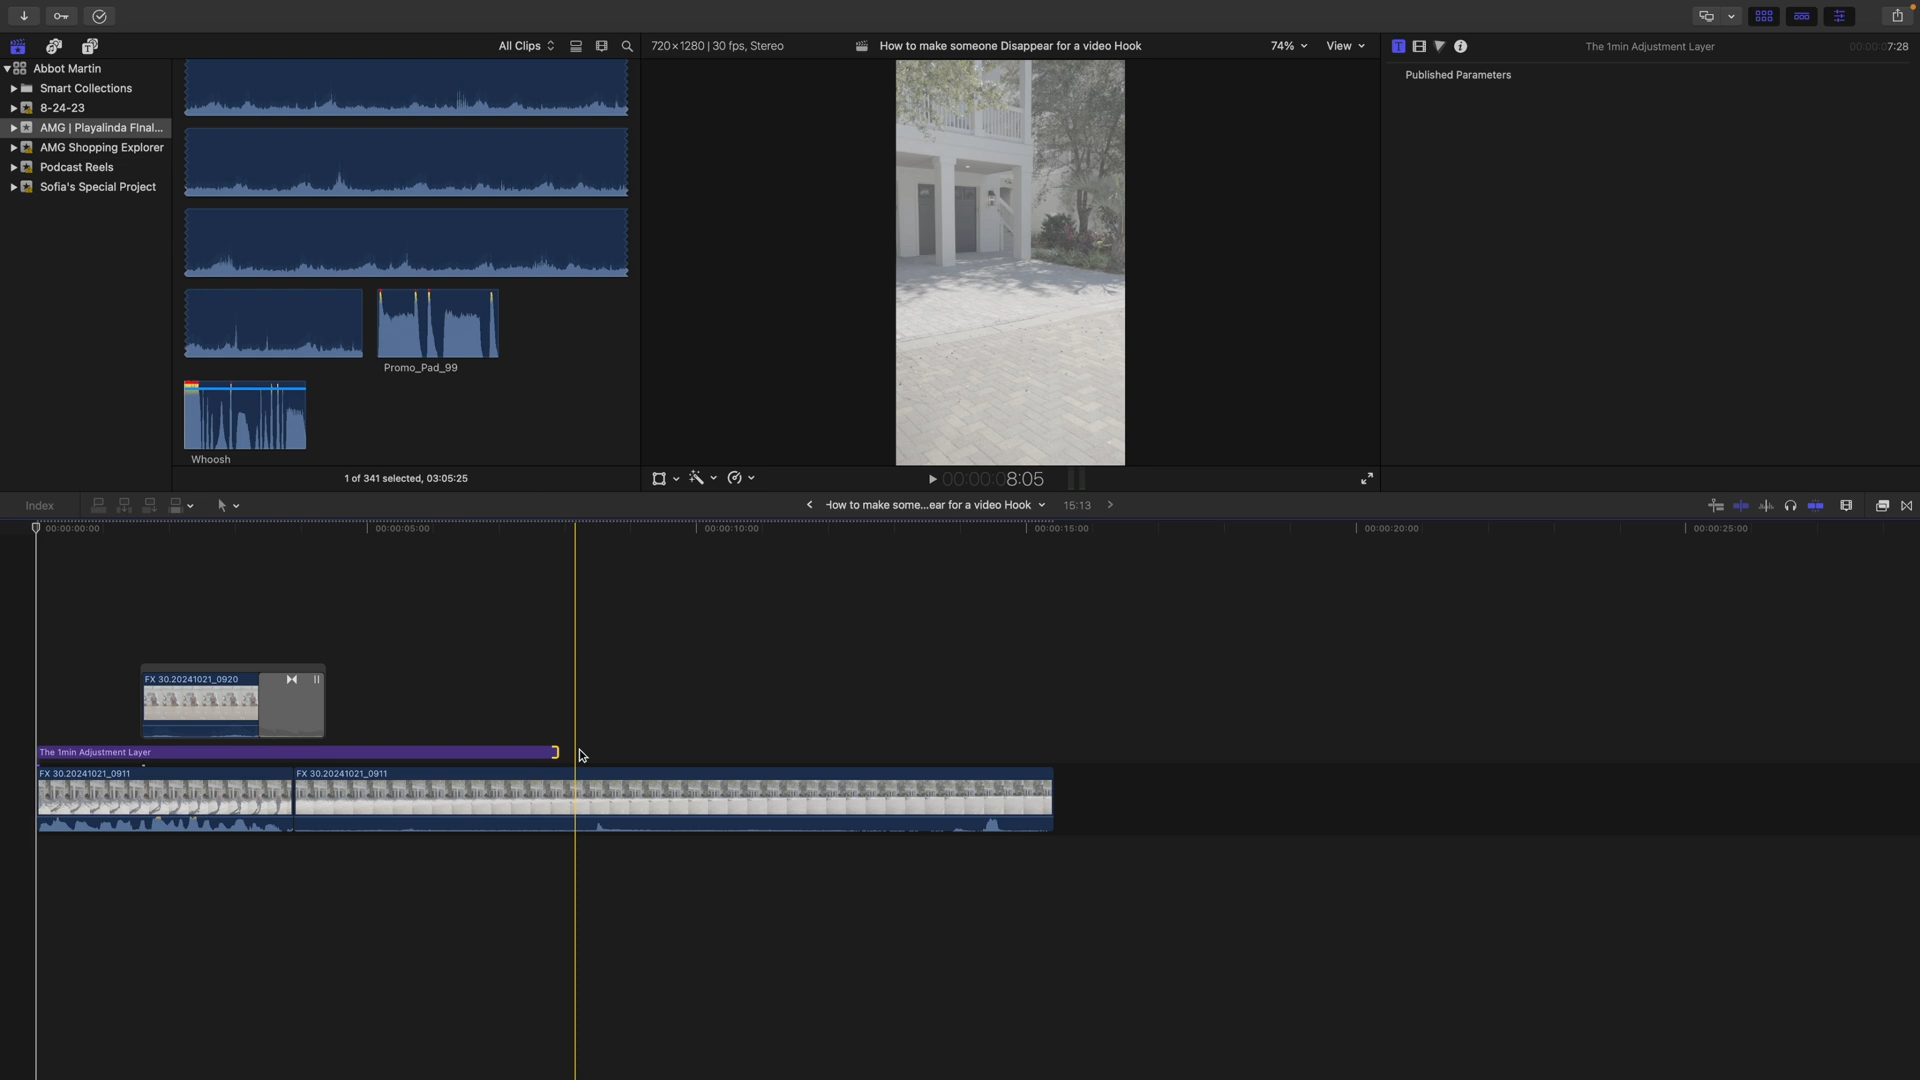 All Clips
720×1280 | 30 fps, Stereo
How to make someone Disappear for a video Hook
74%
View
The 1min Adjustment Layer
00:00:07:28
Abbot Martin
Smart Collections
8-24-23
AMG | Playalinda FInal...
AMG Shopping Explorer
Podcast Reels
Sofia's Special Project
Published Parameters
Promo_Pad_99
Whoosh
1 of 341 selected, 03:05:25
00:00:08:05
Index
How to make some...ear for a video Hook
15:13
00:00:00:00
00:00:05:00
00:00:10:00
00:00:15:00
00:00:20:00
00:00:25:00
FX 30.20241021_0920
The 1min Adjustment Layer
FX 30.20241021_0911
FX 30.20241021_0911